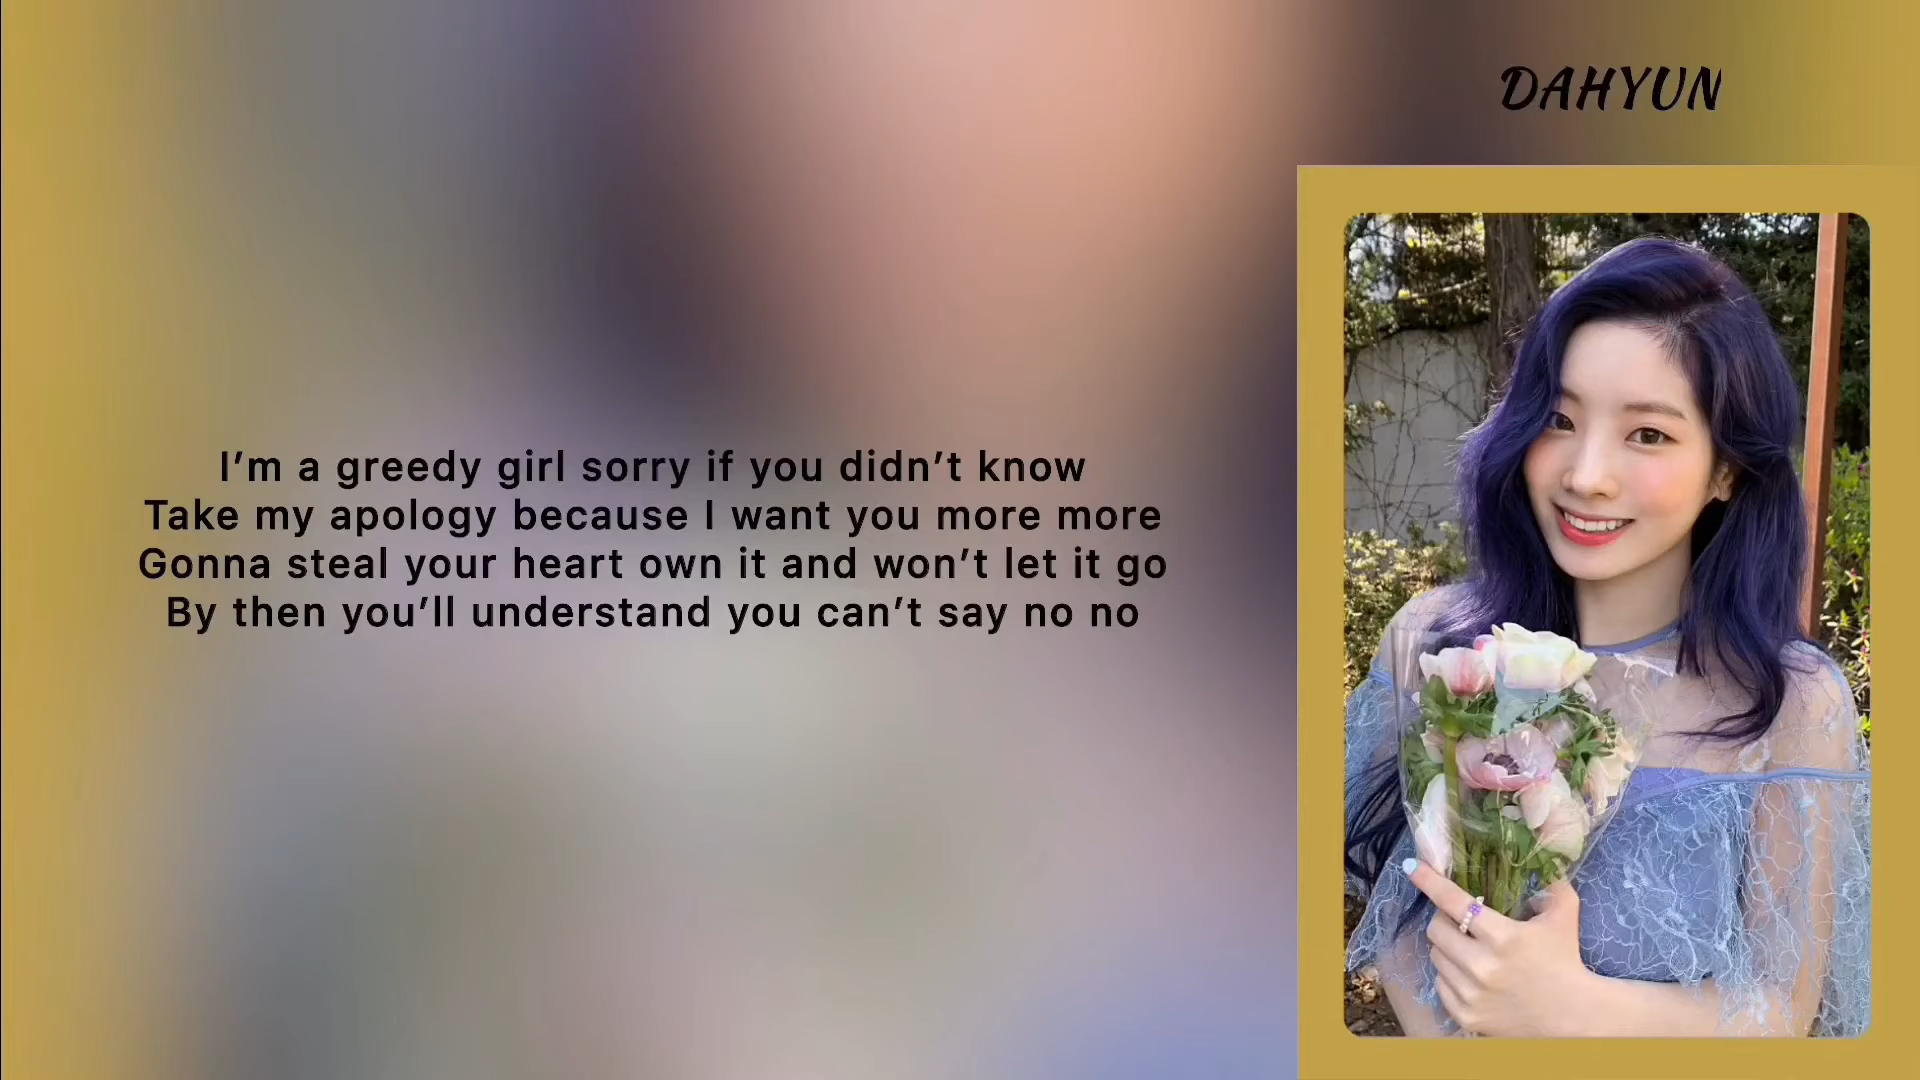 DAHYUN
I’m a greedy girl sorry if you didn’t know
Take my apology because I want you more more
Gonna steal your heart own it and won’t let it go
By then you’ll understand you can’t say no no